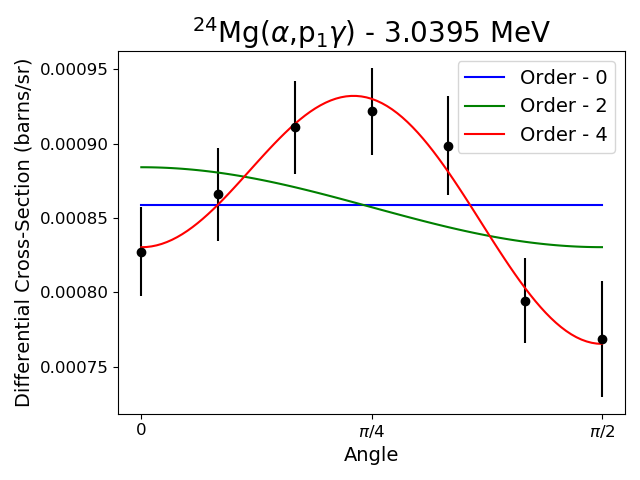 ²⁴Mg(α,p₁γ) - 3.0395 MeV
Differential Cross-Section (barns/sr)
0.00095
0.00090
0.00085
0.00080
0.00075
Order - 0
Order - 2
Order - 4
0
π/4
π/2
Angle